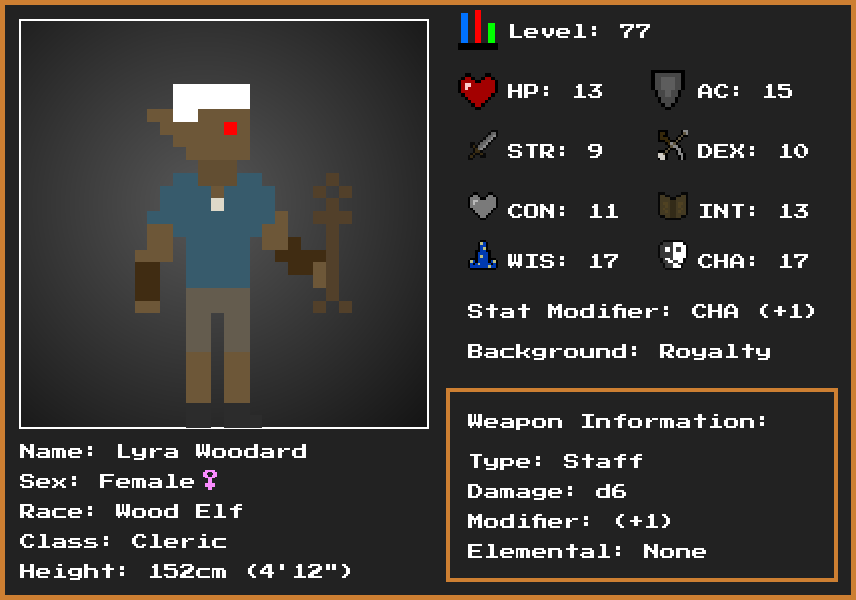 Level: 77
HP: 13 AC: 15
STR: 9 DEX: 10
CON: 11 INT: 13
WIS: 17 CHA: 17
Stat Modifier: CHA (+1)
Background: Royalty
Weapon Information:
Type: Staff
Damage: d6
Modifier: (+1)
Elemental: None
Name: Lyra Woodard
Sex: Female♀
Race: Wood Elf
Class: Cleric
Height: 152cm (4'12")